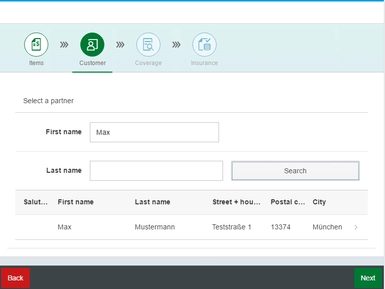 Items
Customer
Coverage
Insurance
Select a partner
First name
Max
Last name
Search
Salut... First name Last name Street + hou... Postal c... City
Max Mustermann Teststraße 1 13374 München
Back
Next